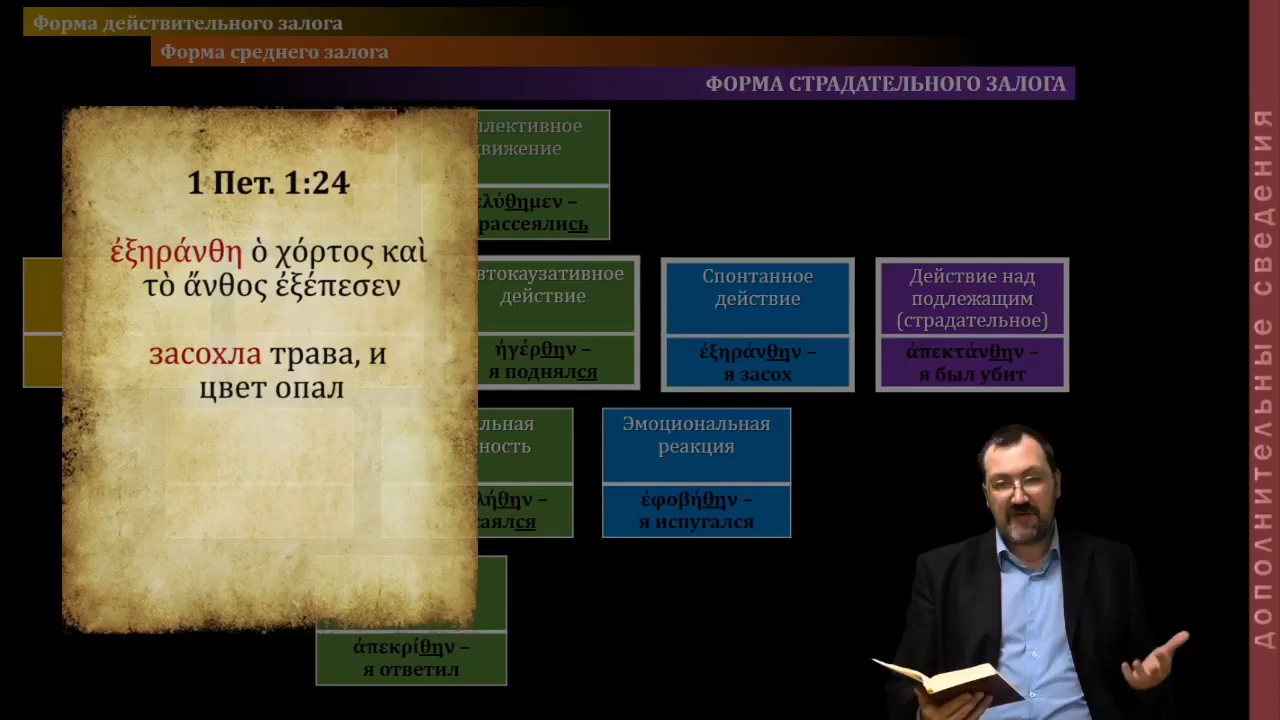 Форма действительного залога
Форма среднего залога
ФОРМА СТРАДАТЕЛЬНОГО ЗАЛОГА
1 Пет. 1:24
ἐξηράνθη ὁ χόρτος καὶ
τὸ ἄνθος ἐξέπεσεν
засохла трава, и
цвет опал
движение
рассеялись
действие
ἠγέρθην –
я поднялся
Спонтанное
действие
ἐξηράνθην –
я засох
Действие над
подлежащим
(страдательное)
ἀπεκτάνθην –
я был убит
Эмоциональная
реакция
ἐφοβήθην –
я испугался
ἀπεκρίθην –
я ответил
дополнительные сведения